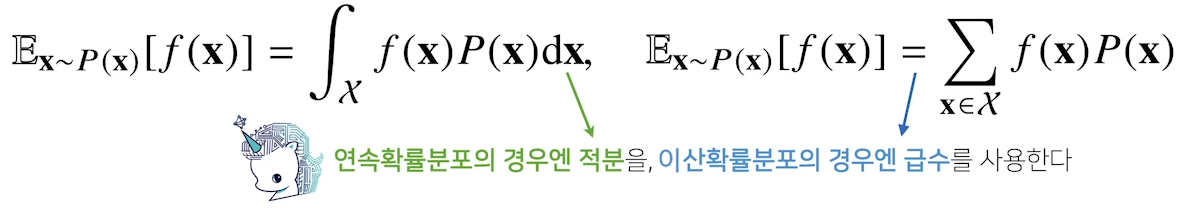 𝔼_{𝐱∼P(𝐱)}[f(𝐱)] = ∫_𝒳 f(𝐱)P(𝐱)d𝐱,  𝔼_{𝐱∼P(𝐱)}[f(𝐱)] = ∑_{𝐱∈𝒳} f(𝐱)P(𝐱)
연속확률분포의 경우엔 적분을, 이산확률분포의 경우엔 급수를 사용한다